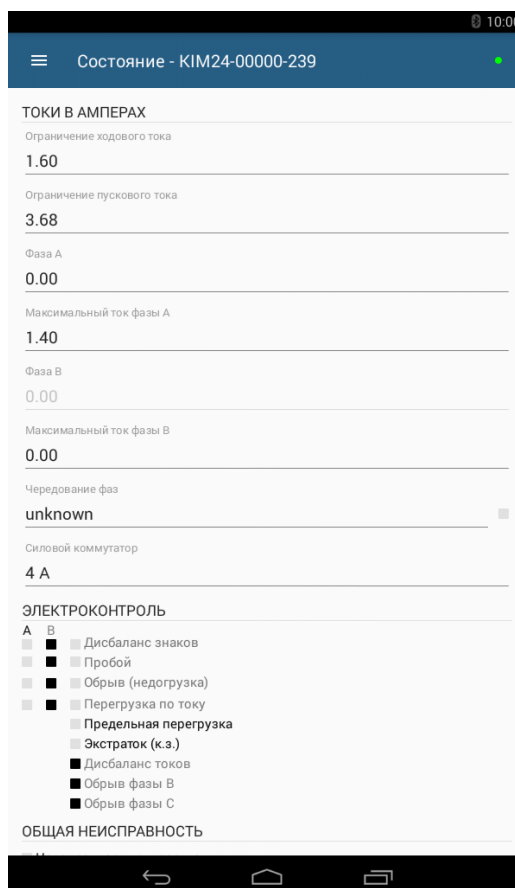 10:00
Состояние - KIM24-00000-239
ТОКИ В АМПЕРАХ
Ограничение ходового тока
1.60
Ограничение пускового тока
3.68
Фаза A
0.00
Максимальный ток фазы A
1.40
Фаза B
0.00
Максимальный ток фазы B
0.00
Чередование фаз
unknown
Силовой коммутатор
4 A
ЭЛЕКТРОКОНТРОЛЬ
A B
Дисбаланс знаков
Пробой
Обрыв (недогрузка)
Перегрузка по току
Предельная перегрузка
Экстраток (к.з.)
Дисбаланс токов
Обрыв фазы B
Обрыв фазы C
ОБЩАЯ НЕИСПРАВНОСТЬ